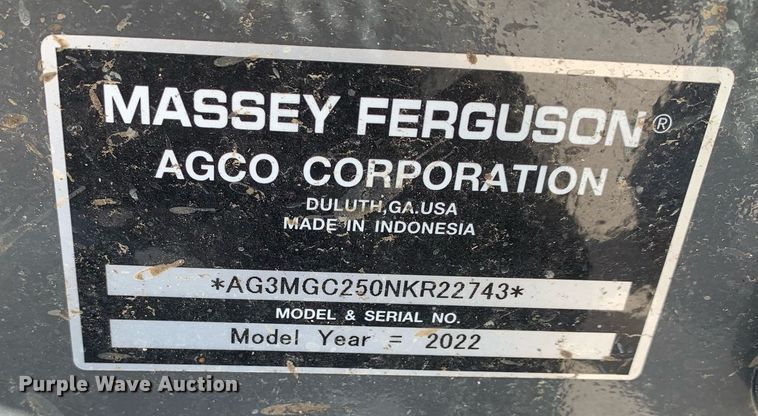 MASSEY FERGUSON®
AGCO CORPORATION
DULUTH,GA.USA
MADE IN INDONESIA
*AG3MGC250NKR22743*
MODEL & SERIAL NO.
Model Year = 2022
Purple Wave Auction